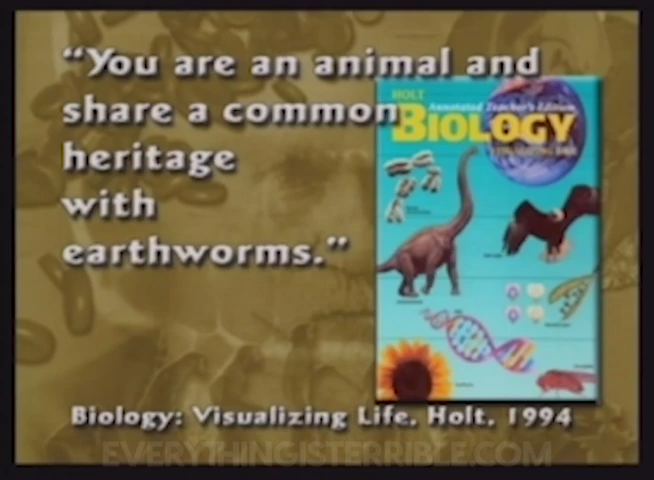 “You are an animal and
share a common
heritage
with
earthworms.”
HOLT
Annotated Teacher's Edition
BIOLOGY
Biology: Visualizing Life, Holt, 1994
EVERYTHINGISTERRIBLE.COM